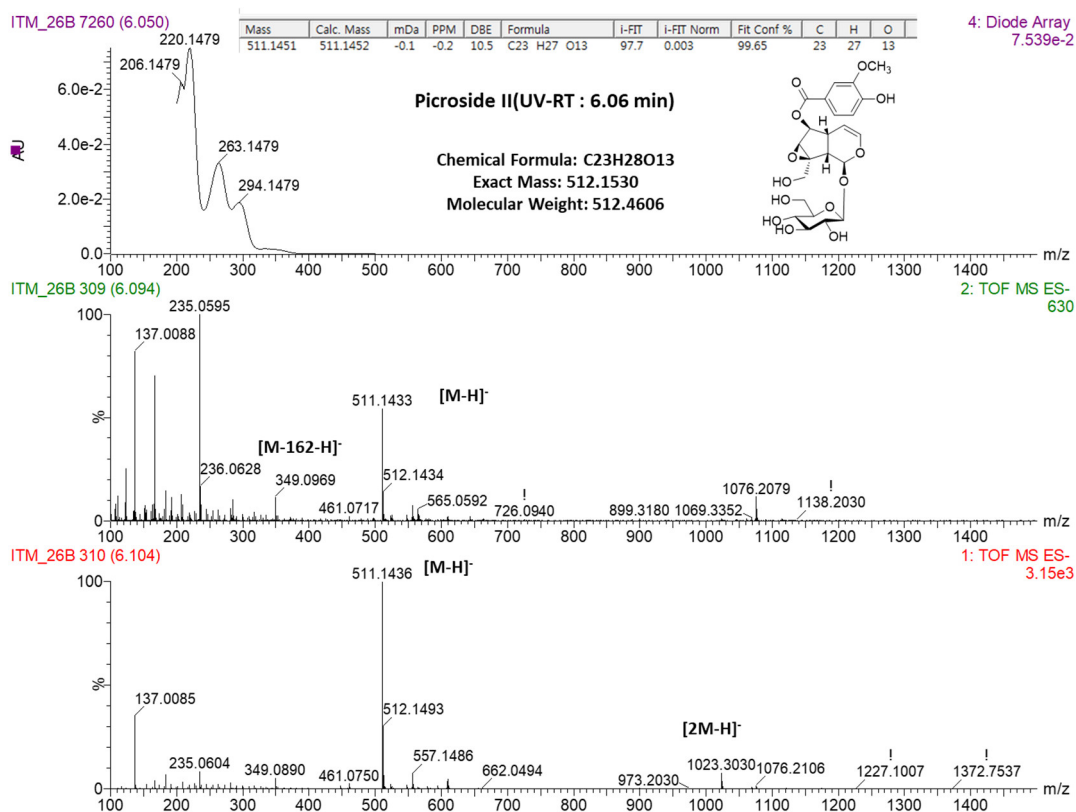 ITM_26B 7260 (6.050)
4: Diode Array
7.539e-2
Mass Calc. Mass mDa PPM DBE Formula i-FIT i-FIT Norm Fit Conf % C H O
511.1451 511.1452 -0.1 -0.2 10.5 C23 H27 O13 97.7 0.003 99.65 23 27 13
220.1479
206.1479
263.1479
294.1479
AU
6.0e-2
4.0e-2
2.0e-2
0.0
Picroside II(UV-RT : 6.06 min)
Chemical Formula: C23H28O13
Exact Mass: 512.1530
Molecular Weight: 512.4606
O OCH3
OH
O
H
O
O
H
HO
O
HO
O
HO
HO
OH
100 200 300 400 500 600 700 800 900 1000 1100 1200 1300 1400 m/z
ITM_26B 309 (6.094)
2: TOF MS ES-
630
100
%
0
235.0595
137.0088
[M-H]-
511.1433
[M-162-H]-
236.0628
349.0969
512.1434
461.0717
565.0592
!
726.0940
899.3180
1069.3352
1076.2079
!
1138.2030
100 200 300 400 500 600 700 800 900 1000 1100 1200 1300 1400 m/z
ITM_26B 310 (6.104)
1: TOF MS ES-
3.15e3
100
%
0
511.1436
[M-H]-
137.0085
512.1493
[2M-H]-
235.0604
349.0890
461.0750
557.1486
662.0494
973.2030
1023.3030
1076.2106
!
1227.1007
!
1372.7537
100 200 300 400 500 600 700 800 900 1000 1100 1200 1300 1400 m/z